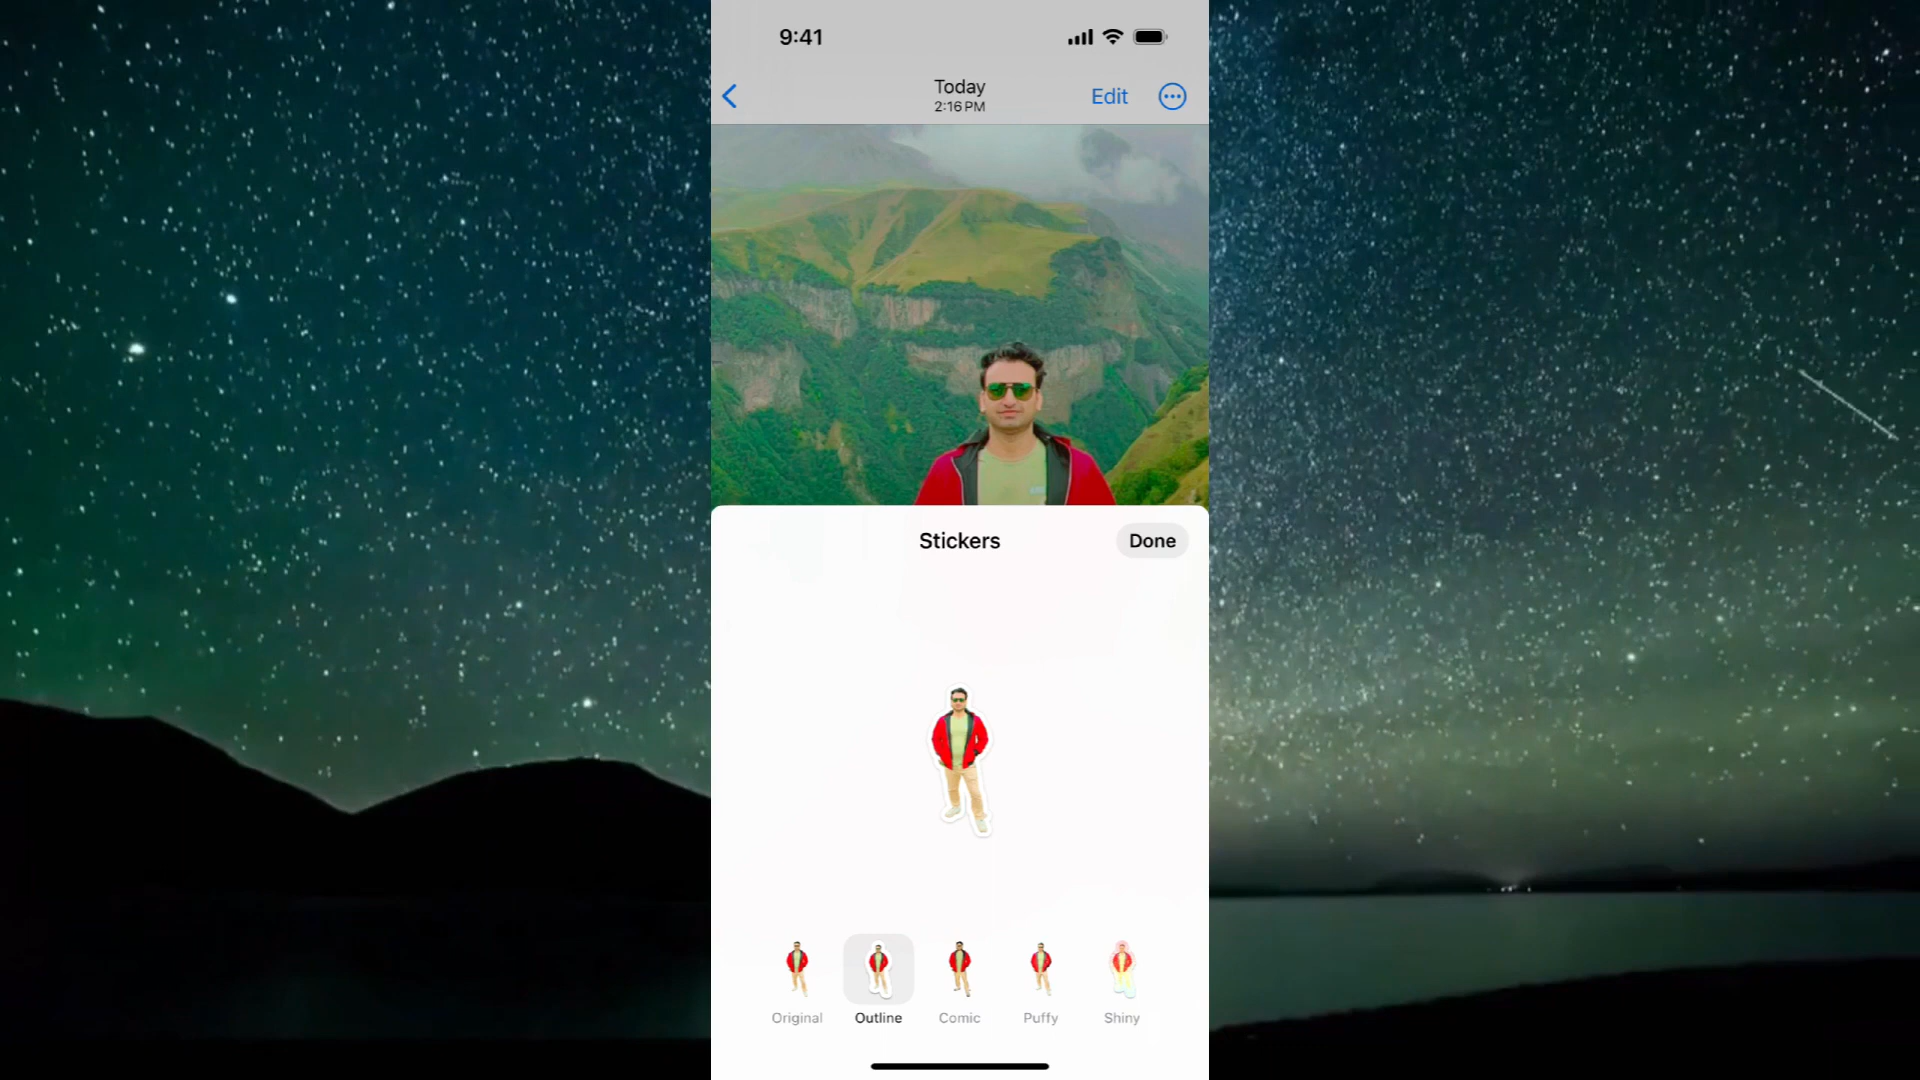 9:41
Today
2:16 PM
Edit
Stickers
Done
Original
Outline
Comic
Puffy
Shiny